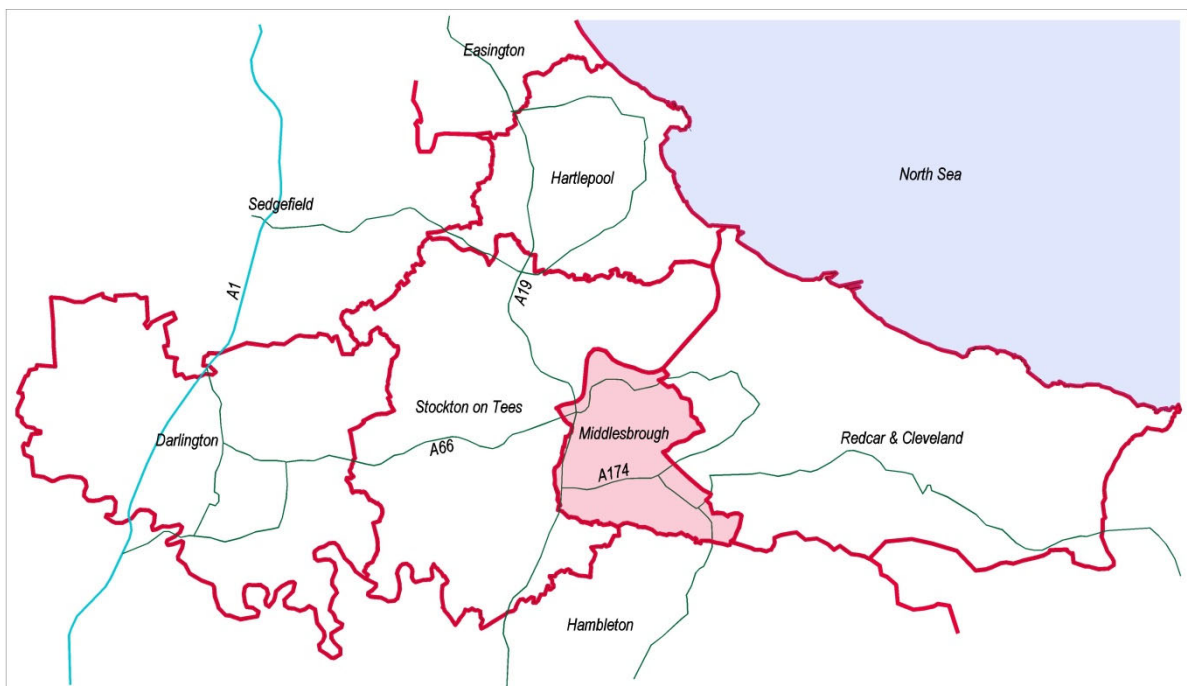 Easington
North Sea
Hartlepool
Sedgefield
A1
A19
Stockton on Tees
Middlesbrough
Darlington
A66
Redcar & Cleveland
A174
Hambleton